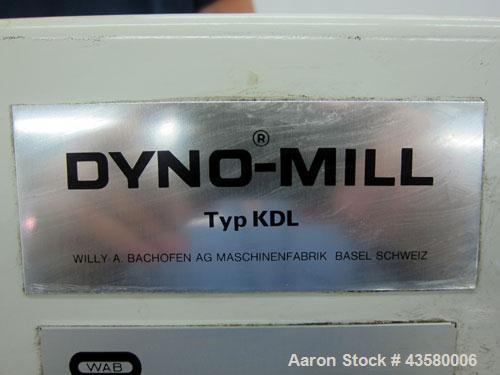 ®
DYNO-MILL
Typ KDL
WILLY A. BACHOFEN AG MASCHINENFABRIK BASEL SCHWEIZ
WAB
Aaron Stock # 43580006